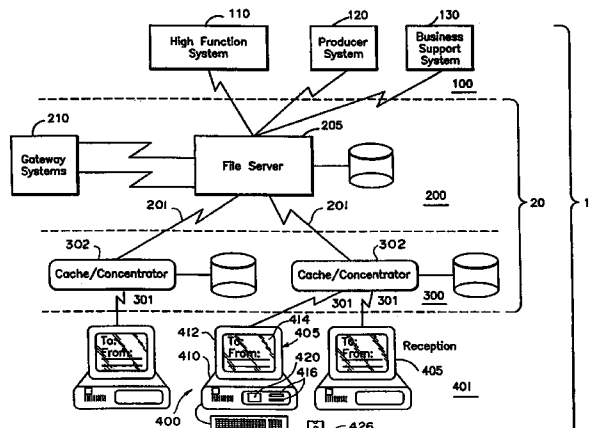 110
120
130
High Function
System
Producer
System
Business
Support
System
100
210
205
Gateway
Systems
File Server
20
1
201
201
200
302
302
Cache/Concentrator
Cache/Concentrator
301
301
301
300
412
414
405
To:
From:
To:
From:
To:
From:
Reception
410
420
416
405
401
400
426